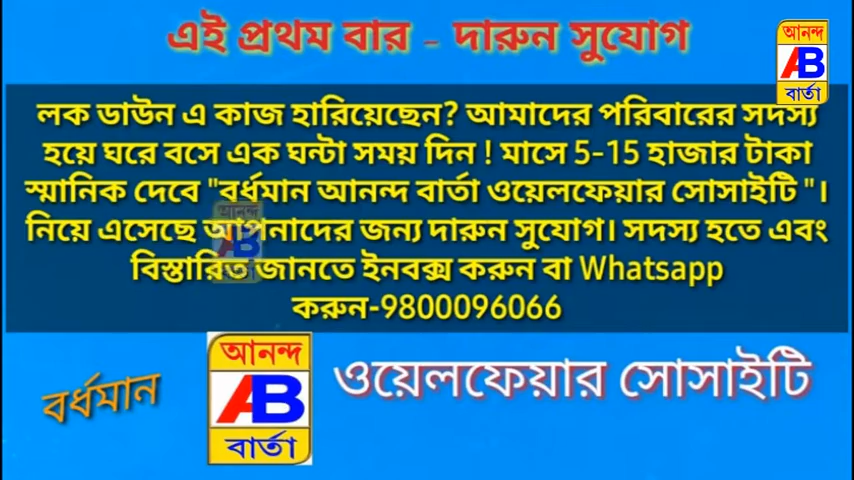 এই প্রথম বার - দারুন সুযোগ
আনন্দ
AB
বার্তা
লক ডাউন এ কাজ হারিয়েছেন? আমাদের পরিবারের সদস্য
হয়ে ঘরে বসে এক ঘন্টা সময় দিন ! মাসে 5-15 হাজার টাকা
স্মানিক দেবে "বর্ধমান আনন্দ বার্তা ওয়েলফেয়ার সোসাইটি "।
নিয়ে এসেছে আপনাদের জন্য দারুন সুযোগ। সদস্য হতে এবং
বিস্তারিত জানতে ইনবক্স করুন বা Whatsapp
করুন-9800096066
আনন্দ
AB
বর্ধমান
আনন্দ
AB
বার্তা
ওয়েলফেয়ার সোসাইটি